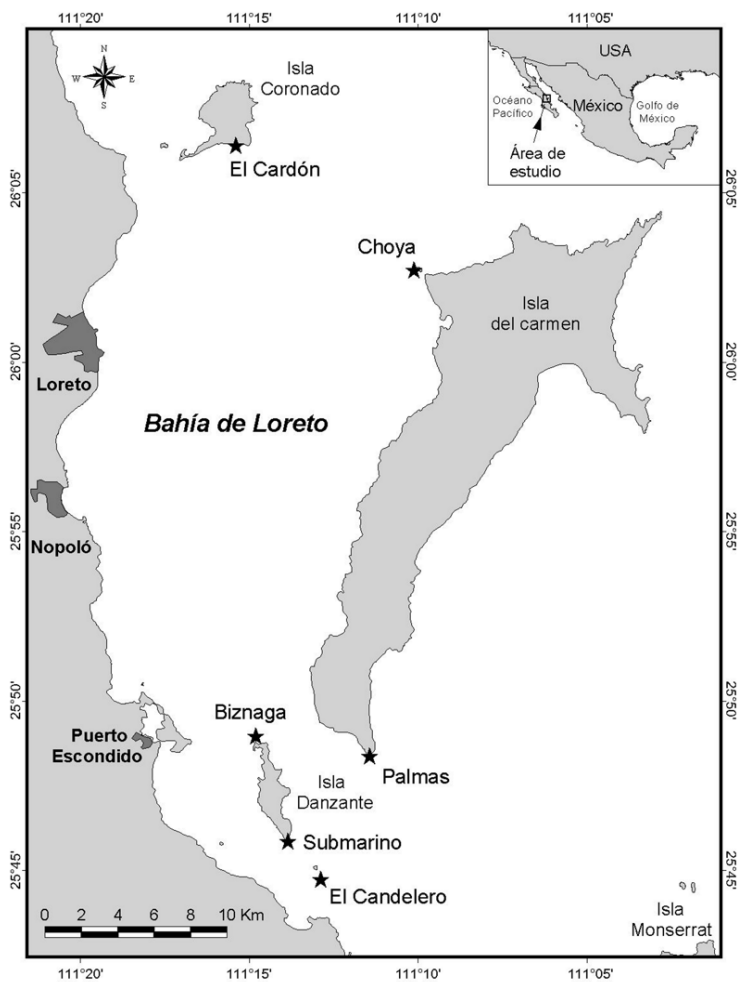 111°20'
111°15'
111°10'
111°05'
N
W
E
S
Isla
Coronado
El Cardón
USA
Océano
Pacífico
México
Golfo de
México
Área de
estudio
26°05'
26°05'
Choya
Isla
del carmen
26°00'
26°00'
Loreto
Bahía de Loreto
25°55'
25°55'
Nopoló
25°50'
25°50'
Biznaga
Puerto
Escondido
Palmas
Isla
Danzante
Submarino
25°45'
25°45'
El Candelero
0 2 4 6 8 10 Km
Isla
Monserrat
111°20'
111°15'
111°10'
111°05'